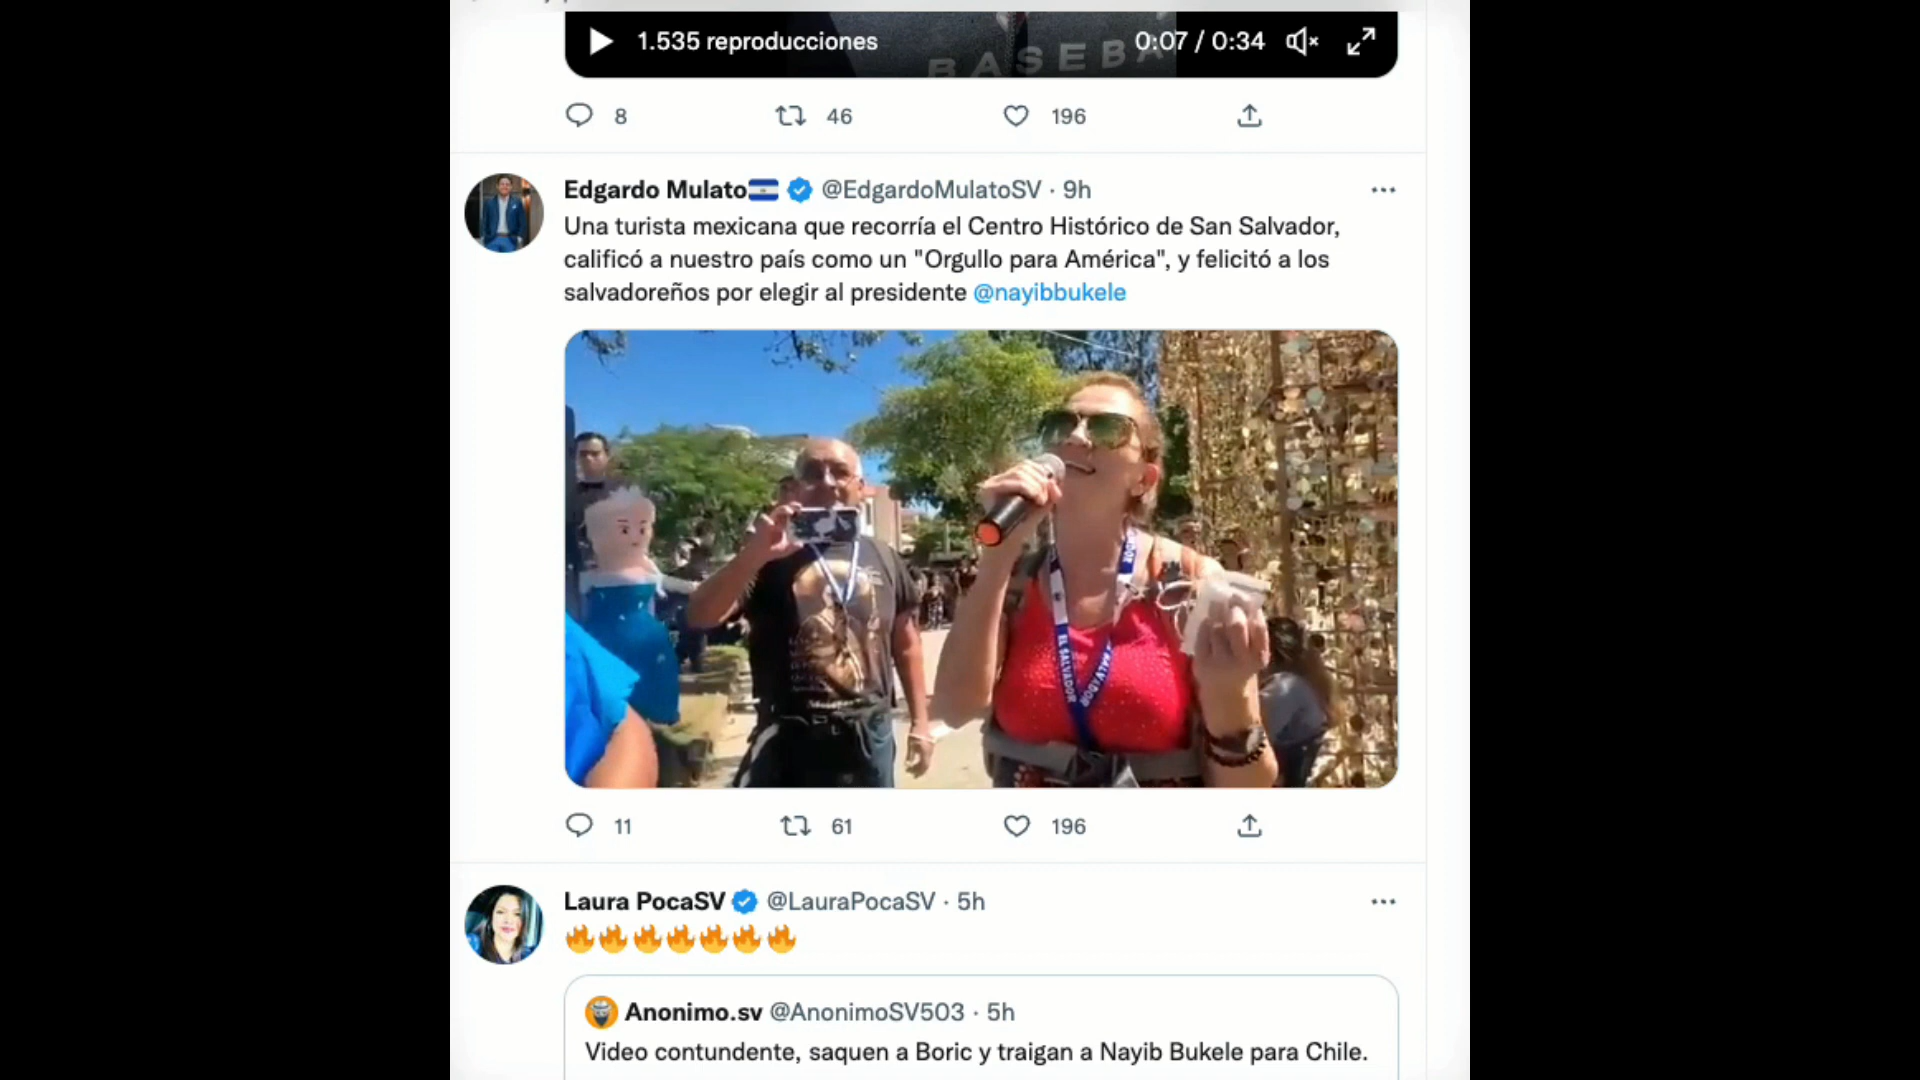 1.535 reproducciones
0:07 / 0:34
BASEBA
8
46
196
Edgardo Mulato @EdgardoMulatoSV · 9h
Una turista mexicana que recorría el Centro Histórico de San Salvador,
calificó a nuestro país como un "Orgullo para América", y felicitó a los
salvadoreños por elegir al presidente @nayibbukele
EL SALVADOR
SALVADOR
11
61
196
Laura PocaSV @LauraPocaSV · 5h
🔥🔥🔥🔥🔥🔥🔥
Anonimo.sv @AnonimoSV503 · 5h
Video contundente, saquen a Boric y traigan a Nayib Bukele para Chile.